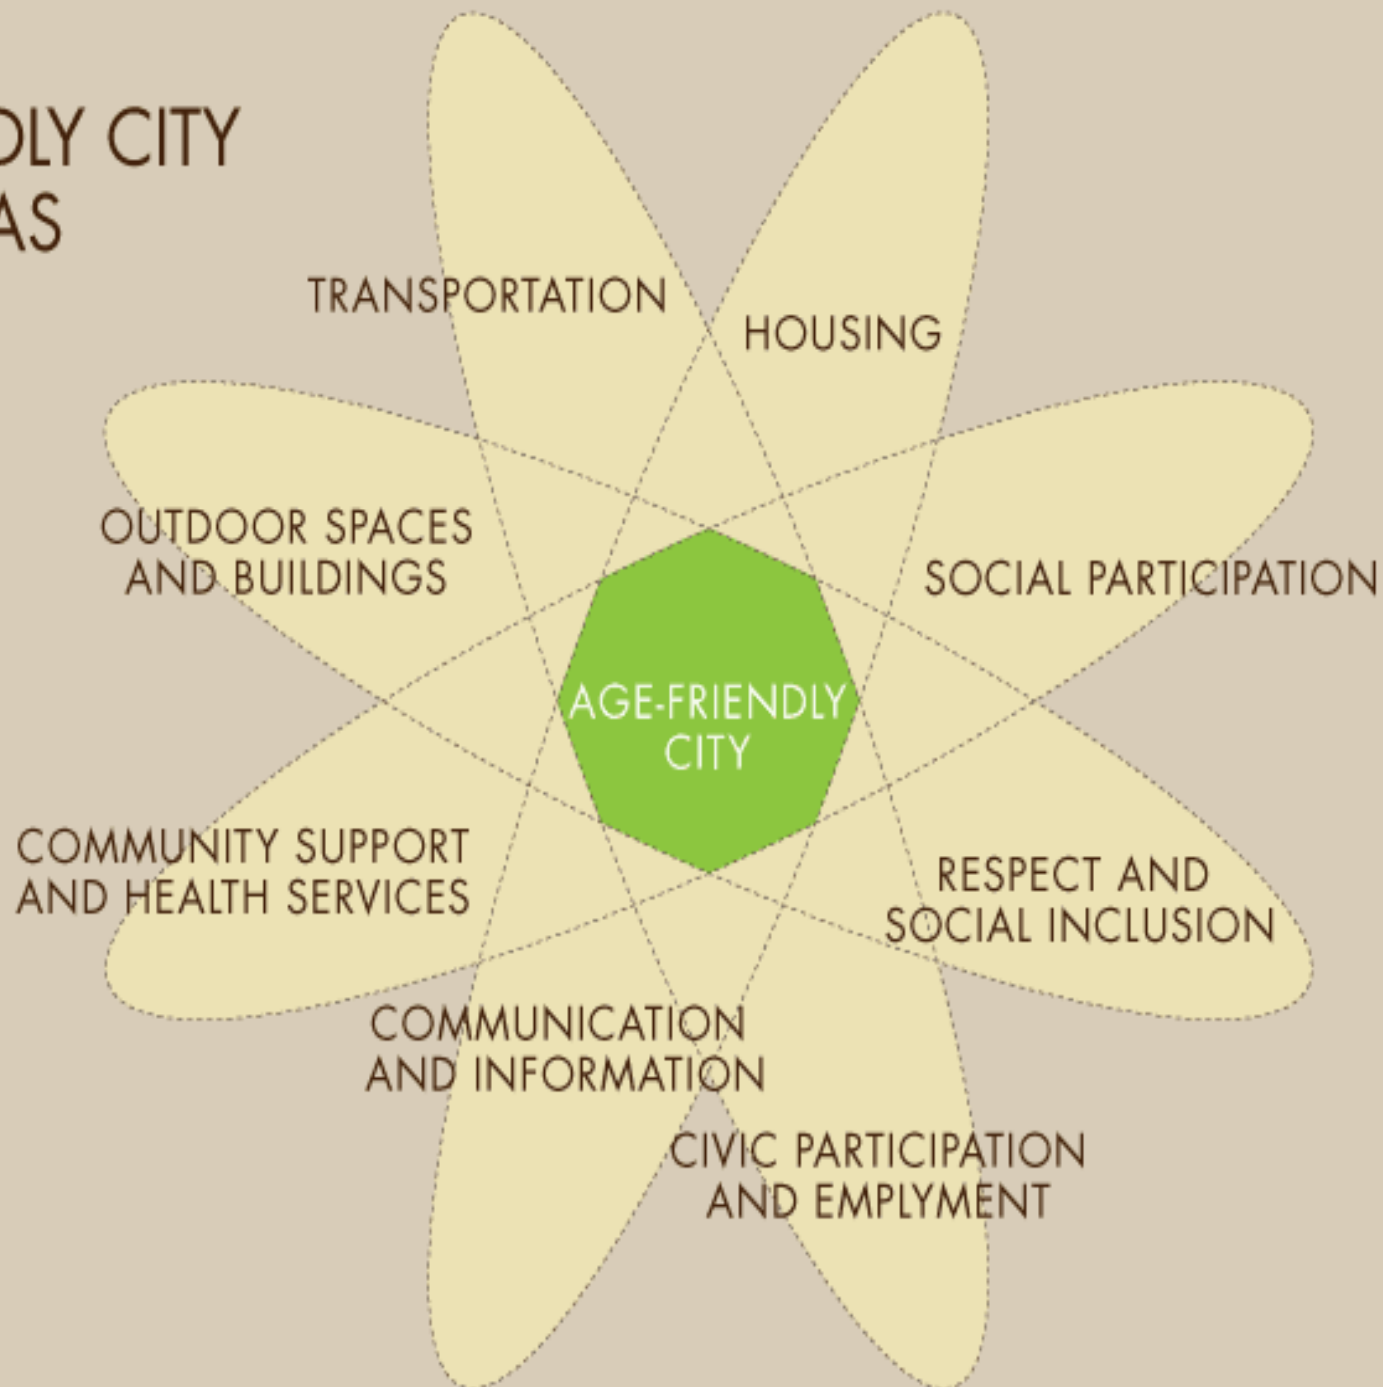 DLY CITY
AS
TRANSPORTATION
HOUSING
OUTDOOR SPACES
AND BUILDINGS
SOCIAL PARTICIPATION
AGE-FRIENDLY
CITY
COMMUNITY SUPPORT
AND HEALTH SERVICES
RESPECT AND
SOCIAL INCLUSION
COMMUNICATION
AND INFORMATION
CIVIC PARTICIPATION
AND EMPLYMENT